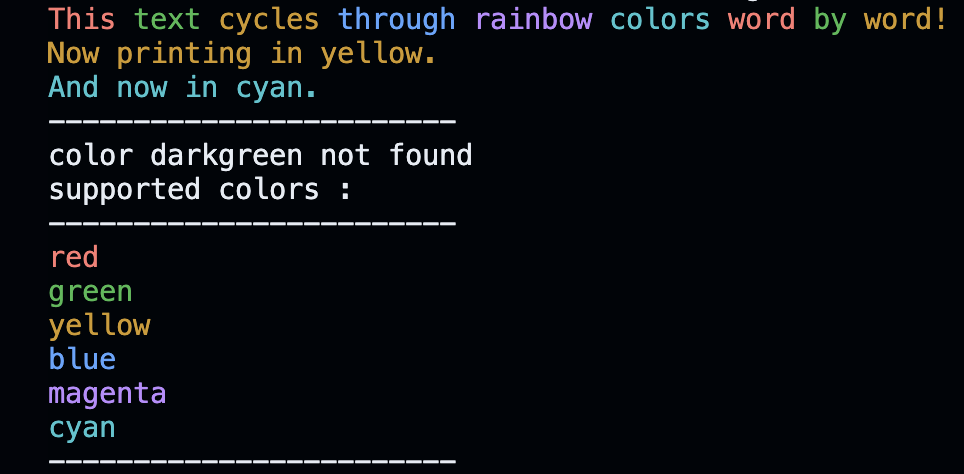 This text cycles through rainbow colors word by word!
Now printing in yellow.
And now in cyan.
------------------------
color darkgreen not found
supported colors :
------------------------
red
green
yellow
blue
magenta
cyan
------------------------